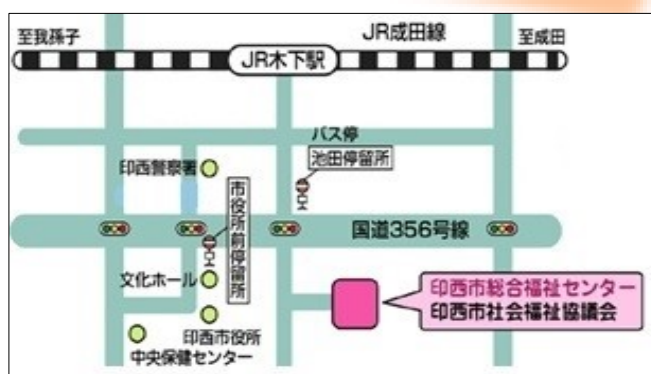 至我孫子
JR成田線
至成田
JR木下駅
バス停
池田停留所
印西警察署
市役所前停留所
国道356号線
文化ホール
印西市総合福祉センター
印西市社会福祉協議会
印西市役所
中央保健センター